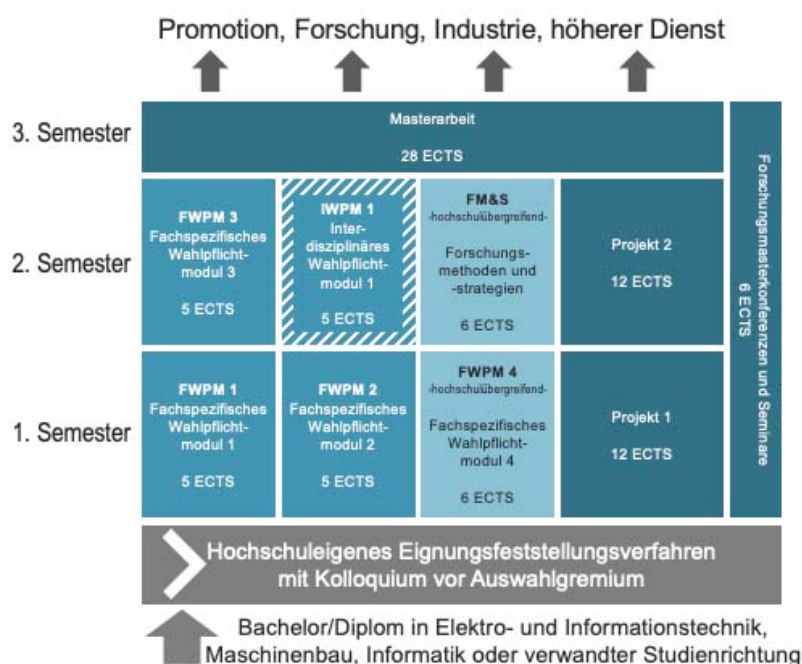 Promotion, Forschung, Industrie, höherer Dienst
3. Semester
Masterarbeit
28 ECTS
Forschungsmasterkonferenzen und Seminare
6 ECTS
2. Semester
FWPM 3
Fachspezifisches
Wahlpflicht-
modul 3
5 ECTS
IWPM 1
Inter-
disziplinäres
Wahlpflicht-
modul 1
5 ECTS
FM&S
-hochschulübergreifend-
Forschungs-
methoden und
-strategien
6 ECTS
Projekt 2
12 ECTS
1. Semester
FWPM 1
Fachspezifisches
Wahlpflicht-
modul 1
5 ECTS
FWPM 2
Fachspezifisches
Wahlpflicht-
modul 2
5 ECTS
FWPM 4
-hochschulübergreifend-
Fachspezifisches
Wahlpflicht-
modul 4
6 ECTS
Projekt 1
12 ECTS
Hochschuleigenes Eignungsfeststellungsverfahren
mit Kolloquium vor Auswahlgremium
Bachelor/Diplom in Elektro- und Informationstechnik,
Maschinenbau, Informatik oder verwandter Studienrichtung